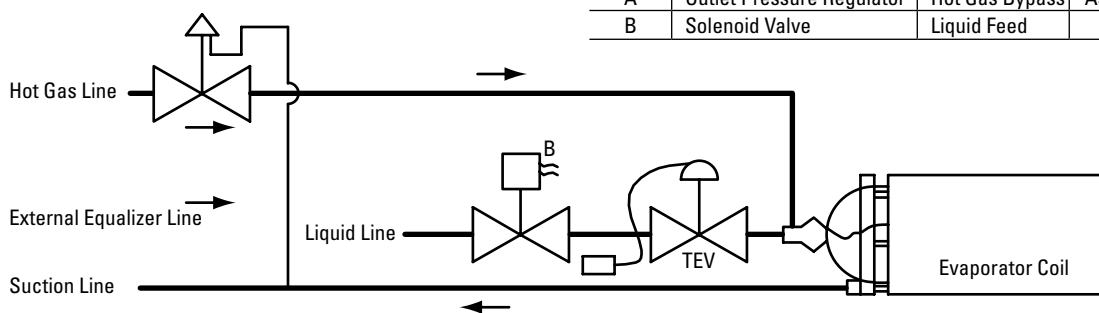 A Outlet Pressure Regulator Hot Gas Bypass
B Solenoid Valve Liquid Feed
Hot Gas Line
B
External Equalizer Line
Liquid Line
TEV
Evaporator Coil
Suction Line